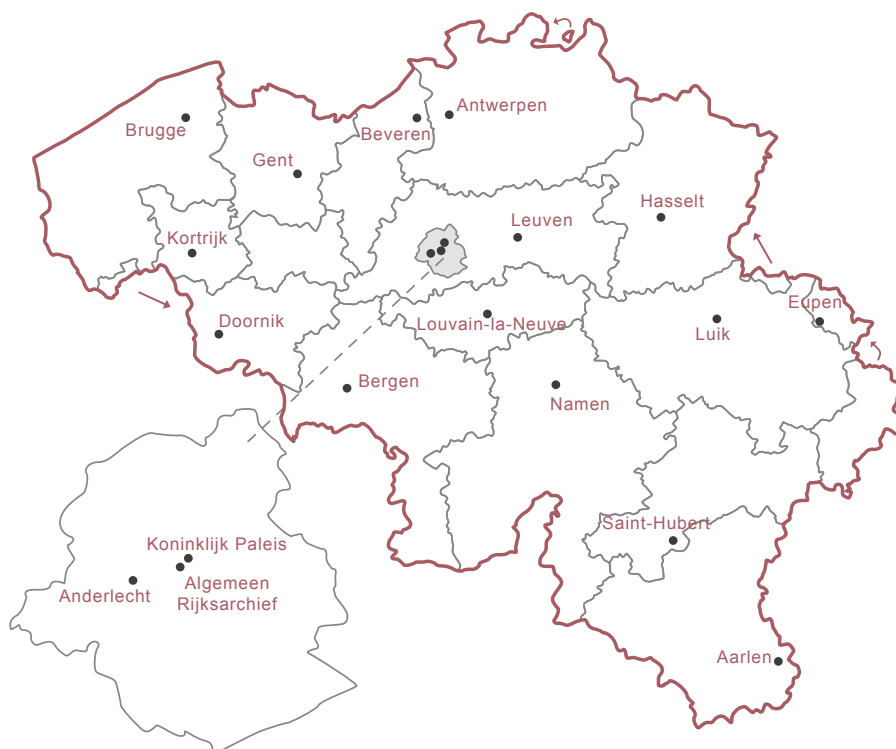 Antwerpen
Brugge
Beveren
Gent
Hasselt
Leuven
Kortrijk
Eupen
Doornik
Louvain-la-Neuve
Luik
Bergen
Namen
Saint-Hubert
Koninklijk Paleis
Anderlecht
Algemeen
Rijksarchief
Aarlen